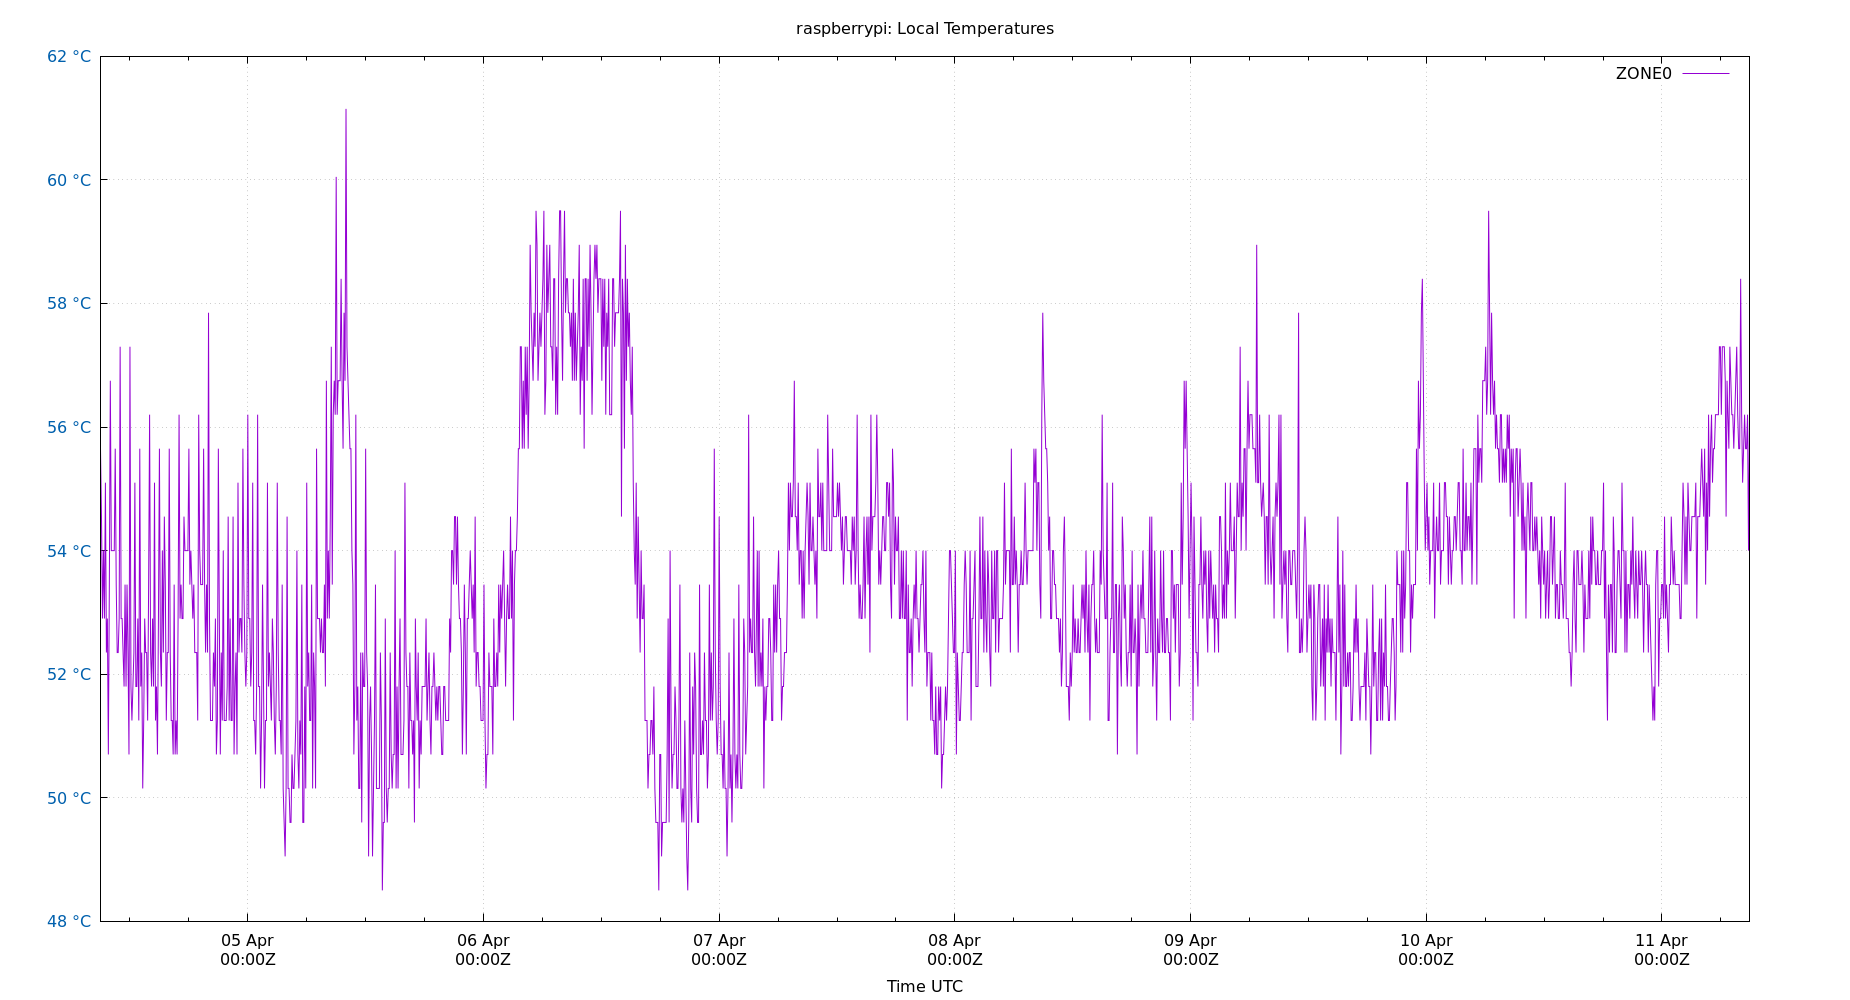 raspberrypi: Local Temperatures
62 °C
60 °C
58 °C
56 °C
54 °C
52 °C
50 °C
48 °C
ZONE0
05 Apr
00:00Z
06 Apr
00:00Z
07 Apr
00:00Z
08 Apr
00:00Z
09 Apr
00:00Z
10 Apr
00:00Z
11 Apr
00:00Z
Time UTC